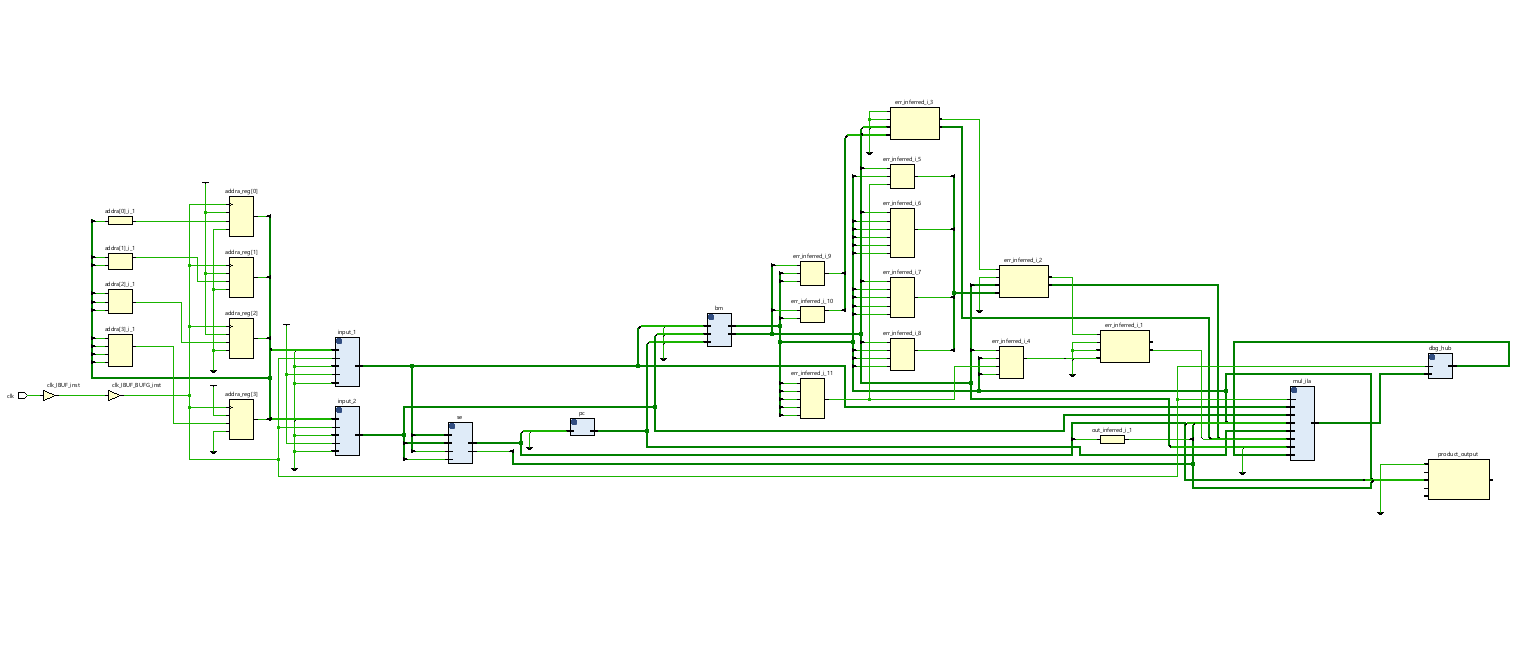 err_inferred_i_3
err_inferred_i_5
addra_reg[0]
err_inferred_i_6
addra[0]_i_1
addra[1]_i_1
addra_reg[1]
err_inferred_i_9
err_inferred_i_2
err_inferred_i_7
addra[2]_i_1
err_inferred_i_10
bm
addra_reg[2]
err_inferred_i_1
addra[3]_i_1
input_1
err_inferred_i_8
err_inferred_i_4
dbg_hub
err_inferred_i_11
mul_ila
clk_IBUF_inst
clk_IBUF_BUFG_inst
addra_reg[3]
clk
input_2
pc
out_inferred_i_1
product_output